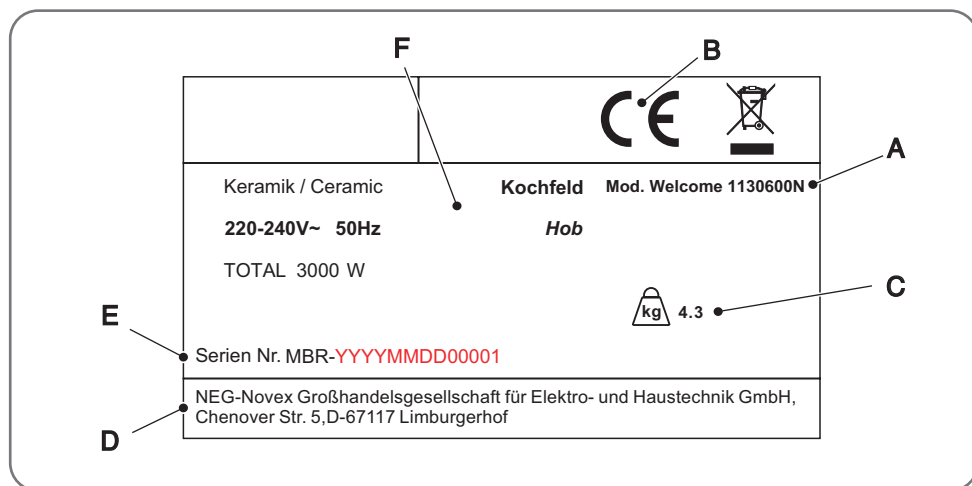 F
B
CE
A
Keramik / Ceramic
Kochfeld
Mod. Welcome 1130600N
220-240V~ 50Hz
Hob
TOTAL 3000 W
C
kg 4.3
E
Serien Nr. MBR-YYYYMMDD00001
NEG-Novex Großhandelsgesellschaft für Elektro- und Haustechnik GmbH,
Chenover Str. 5,D-67117 Limburgerhof
D